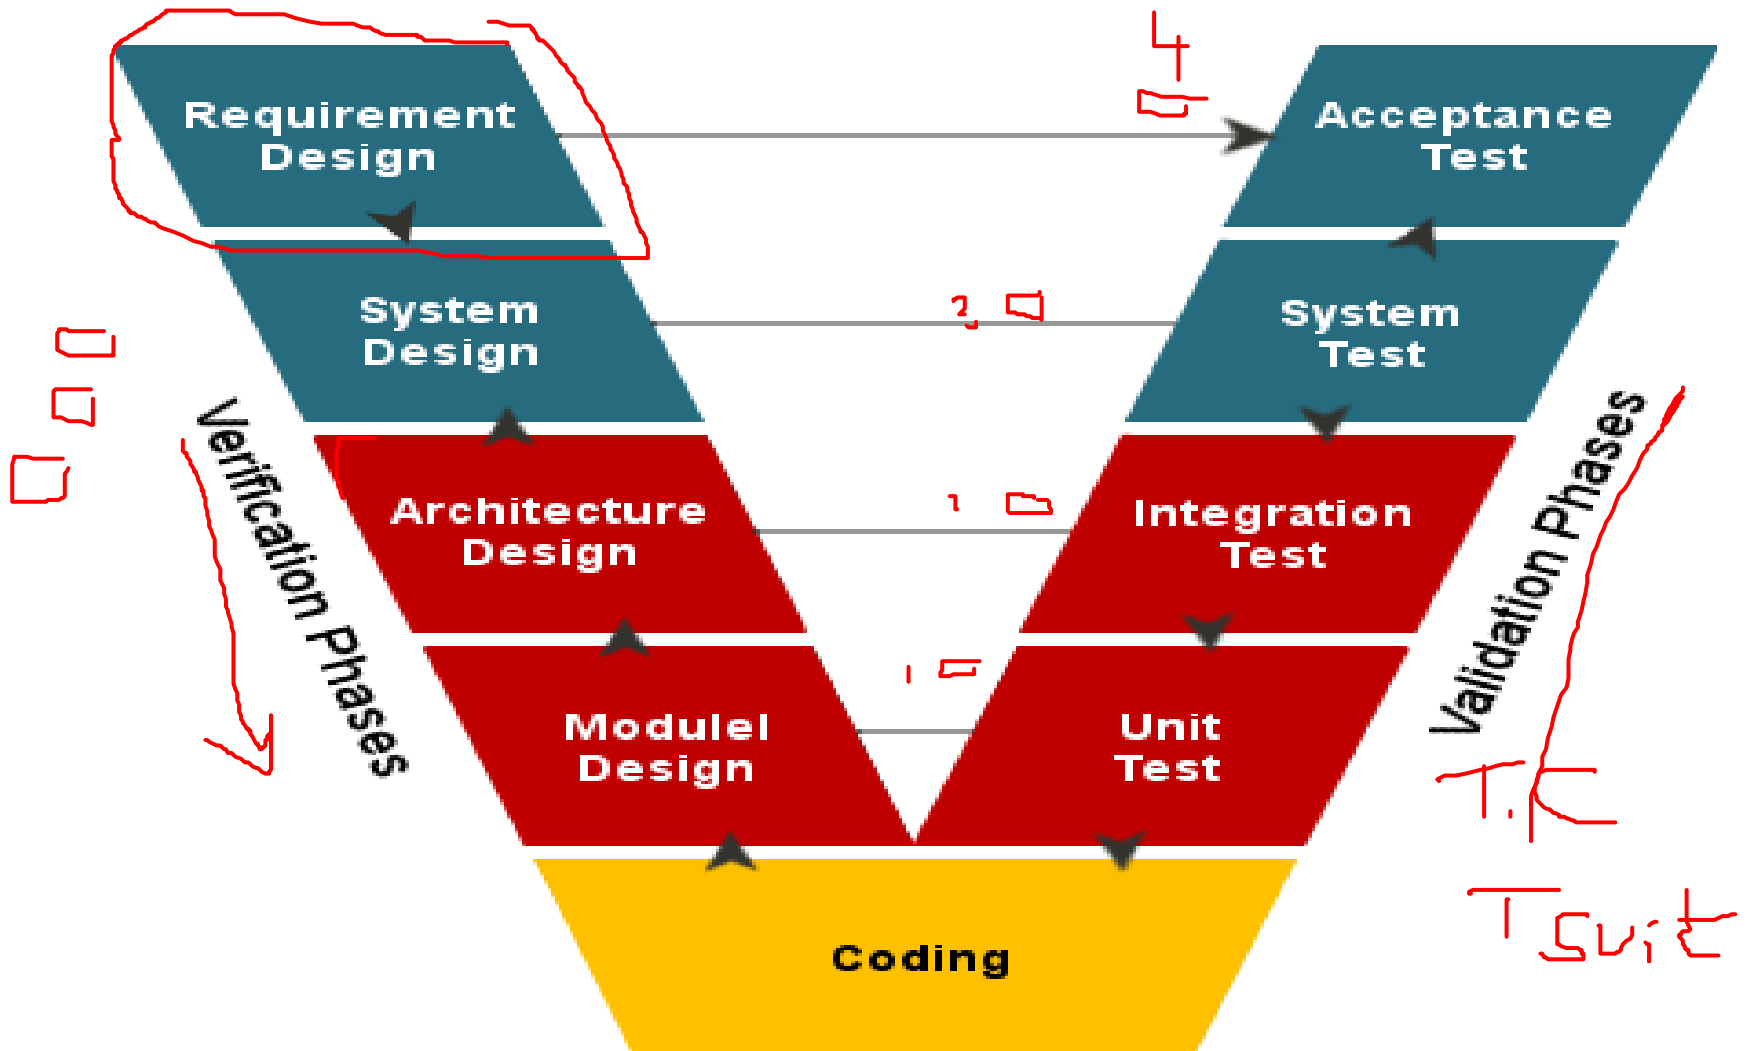 Requirement
Design
4
Acceptance
Test
System
Design
2.
System
Test
Verification Phases
Architecture
Design
Integration
Test
Validation Phases
Modulel
Design
1
Unit
Test
T.C
Coding
T Suit